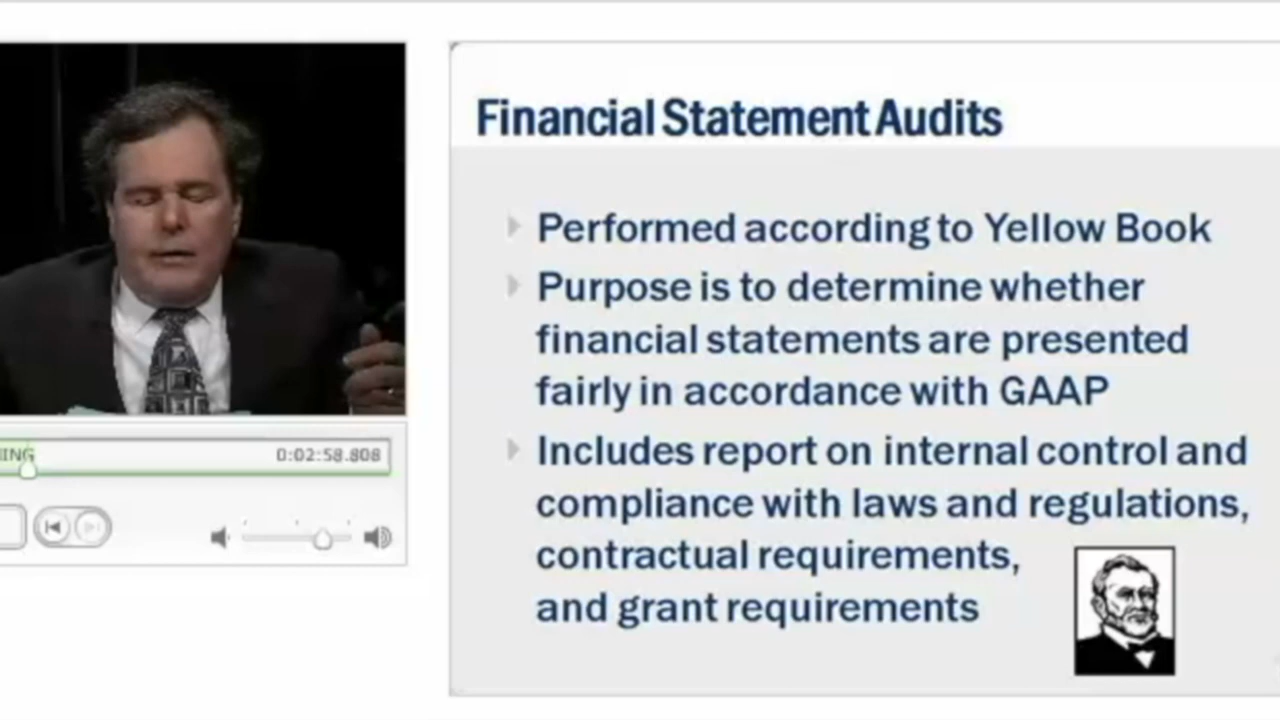 Financial Statement Audits
Performed according to Yellow Book
Purpose is to determine whether
financial statements are presented
fairly in accordance with GAAP
Includes report on internal control and
compliance with laws and regulations,
contractual requirements,
and grant requirements
0:02:58.808